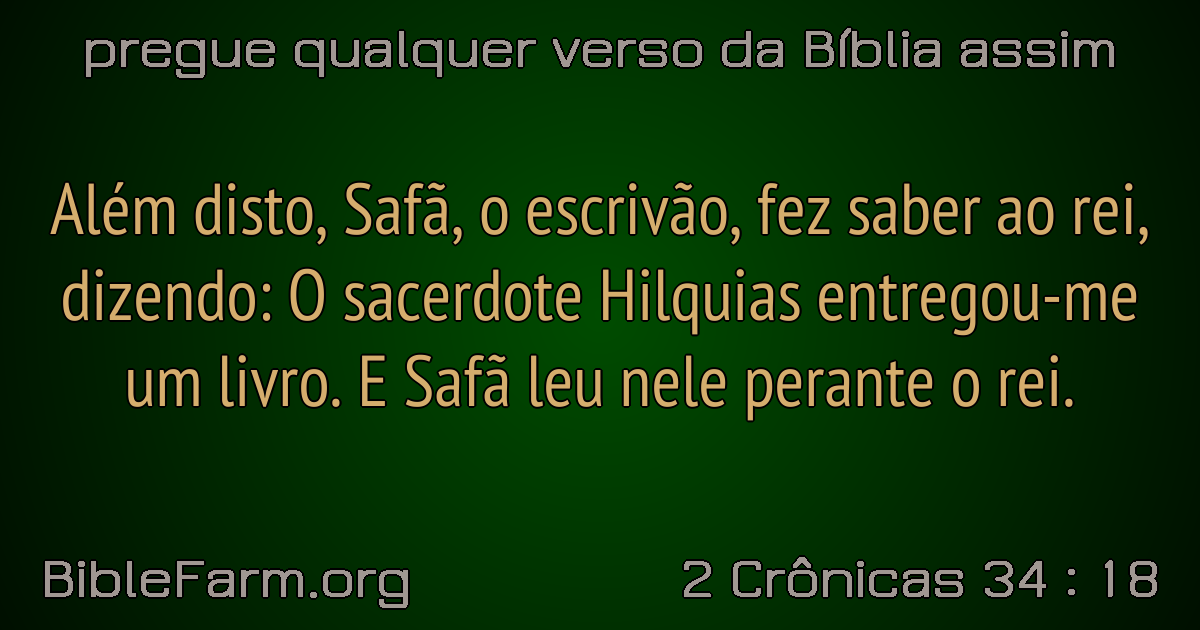 pregue qualquer verso da Bíblia assim
Além disto, Safã, o escrivão, fez saber ao rei,
dizendo: O sacerdote Hilquias entregou-me
um livro. E Safã leu nele perante o rei.
BibleFarm.org
2 Crônicas 34 : 18